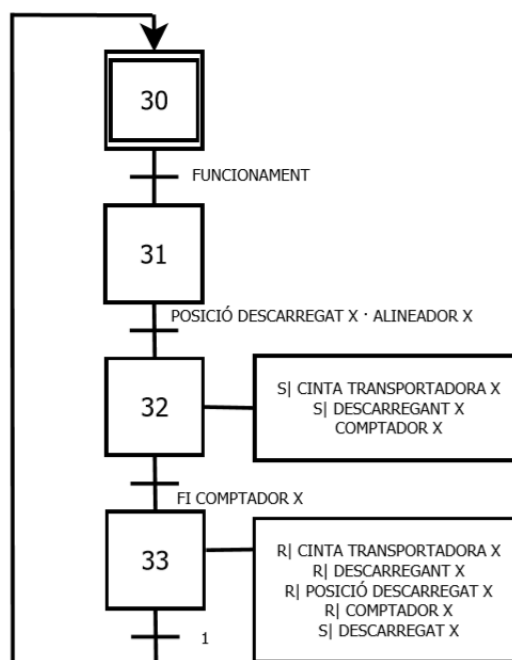 30
FUNCIONAMENT
31
POSICIÓ DESCARREGAT X · ALINEADOR X
32
S| CINTA TRANSPORTADORA X
S| DESCARREGANT X
COMPTADOR X
FI COMPTADOR X
33
R| CINTA TRANSPORTADORA X
R| DESCARREGANT X
R| POSICIÓ DESCARREGAT X
R| COMPTADOR X
S| DESCARREGAT X
1